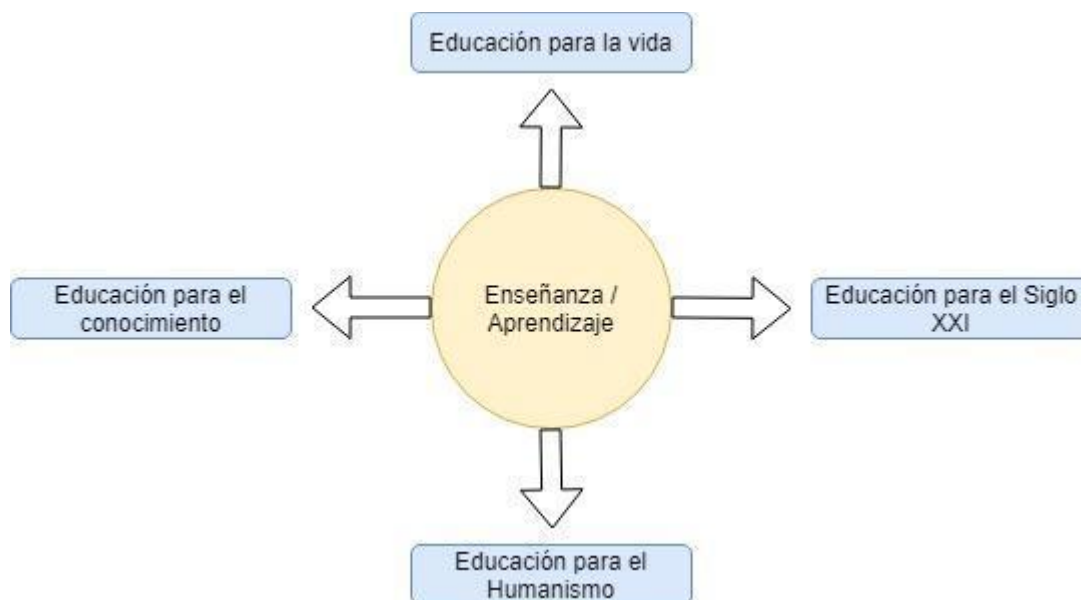 Educación para la vida
Educación para el
conocimiento
Enseñanza /
Aprendizaje
Educación para el Siglo
XXI
Educación para el
Humanismo